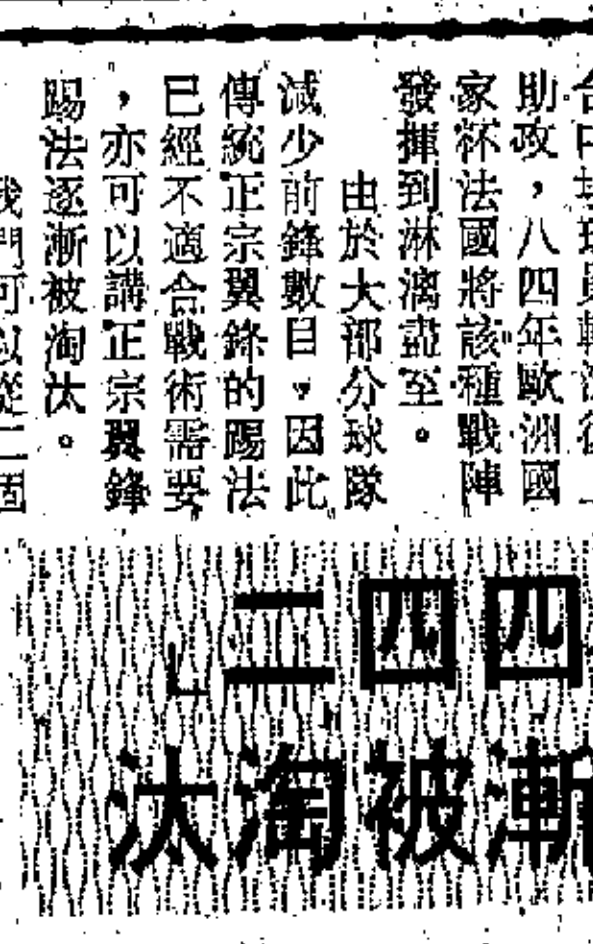 助攻，八四年歐洲國
家杯法國將該種戰陣
發揮到淋漓盡至。
由於大部分球隊
減少前鋒數目，因此
傳統正宗翼鋒的踢法
已經不適合戰術需要
，亦可以講正宗翼鋒
踢法逐漸被淘汰。
我們可以從二個
四四二」
漸被淘汰